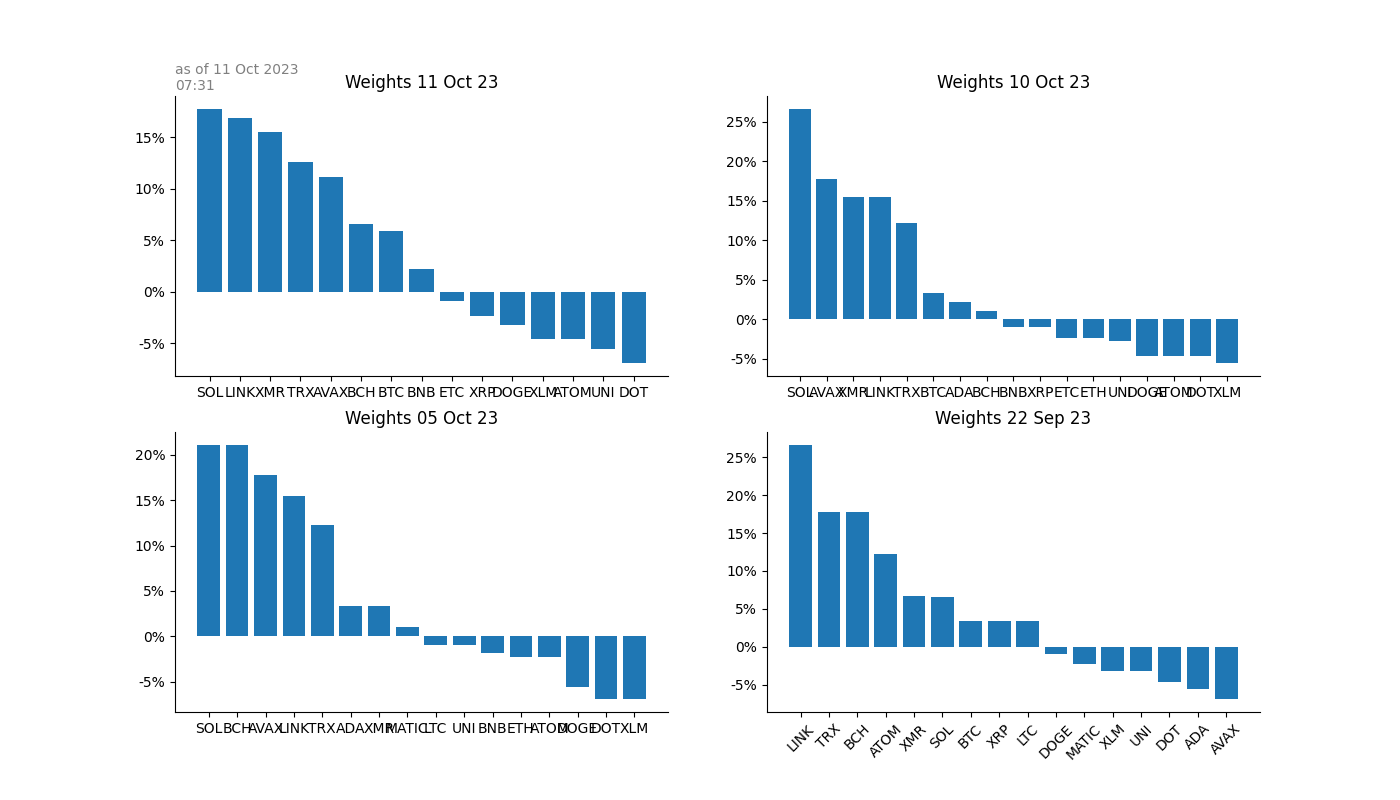 as of 11 Oct 2023
07:31
Weights 11 Oct 23
15%
10%
5%
0%
-5%
SOL LINK XMR TRX AVAX BCH BTC BNB ETC XRP DOGE XLM ATOM UNI DOT
Weights 10 Oct 23
25%
20%
15%
10%
5%
0%
-5%
SOL AVAX XMR LINK TRX BTC ADA BCH BNB XRP ETC ETH UNI DOGE ATOM DOT XLM
Weights 05 Oct 23
20%
15%
10%
5%
0%
-5%
SOL BCH AVAX LINK TRX ADA XMR MATIC LTC UNI BNB ETH ATOM DOGE DOT XLM
Weights 22 Sep 23
25%
20%
15%
10%
5%
0%
-5%
LINK TRX BCH ATOM XMR SOL BTC XRP LTC DOGE MATIC XLM UNI DOT ADA AVAX